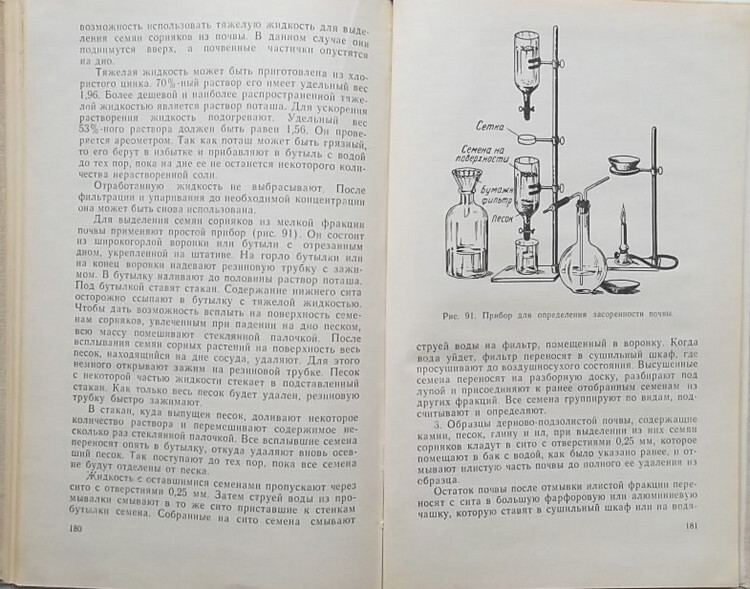 возможность использовать тяжелую жидкость для выде-
ления семян сорняков из почвы. В данном случае они
поднимутся вверх, а почвенные частички опустятся
на дно.
Тяжелая жидкость может быть приготовлена из хло-
ристого цинка. 70%-ный раствор его имеет удельный вес
1,96. Более дешевой и наиболее распространенной тяже-
лой жидкостью является раствор поташа. Для ускорения
растворения жидкость подогревают. Удельный вес
53%-ного раствора должен быть равен 1,56. Он прове-
ряется ареометром. Так как поташ может быть грязный,
то его берут в избытке и прибавляют в бутыль с водой
до тех пор, пока на дне ее не останется некоторого коли-
чества нерастворенной соли.
Отработанную жидкость не выбрасывают. После
фильтрации и упаривания до необходимой концентрации
она может быть снова использована.
Для выделения семян сорняков из мелкой фракции
почвы применяют простой прибор (рис. 91). Он состоит
из широкогорлой воронки или бутыли с отрезанным
дном, укрепленной на штативе. На горло бутылки или
на конец воронки надевают резиновую трубку с зажи-
мом. В бутылку наливают до половины раствор поташа.
Под бутылкой ставят стакан. Содержание нижнего сита
осторожно ссыпают в бутылку с тяжелой жидкостью.
Чтобы дать возможность всплыть на поверхность семе-
нам сорняков, увлеченным при падении на дно песком,
всю массу помешивают стеклянной палочкой. После
всплывания семян сорных растений на поверхность весь
песок, находящийся на дне сосуда, удаляют. Для этого
немного открывают зажим на резиновой трубке. Песок
с некоторой частью жидкости стекает в подставленный
стакан. Как только весь песок будет удален, резиновую
трубку быстро зажимают.
В стакан, куда выпущен песок, доливают некоторое
количество раствора и перемешивают содержимое не-
сколько раз стеклянной палочкой. Все всплывшие семена
переносят опять в бутылку, откуда удаляют вновь осев-
ший песок. Так поступают до тех пор, пока все семена
не будут отделены от песка.
Жидкость с оставшимися семенами пропускают через
сито с отверстиями 0,25 мм. Затем струей воды из про-
мывалки смывают в то же сито приставшие к стенкам
бутылки семена. Собранные на сито семена смывают
180
Сетка
Семена на
поверхности
Бумажн
фильтр
Песок
Рис. 91. Прибор для определения засоренности почвы.
струей воды на фильтр, помещенный в воронку. Когда
вода уйдет, фильтр переносят в сушильный шкаф, где
просушивают до воздушносухого состояния. Высушенные
семена переносят на разборную доску, разбирают под
лупой и присоединяют к ранее отобранным семенам из
других фракций. Все семена группируют по видам, под-
считывают и определяют.
3. Образцы дерново-подзолистой почвы, содержащие
камни, песок, глину и ил, при выделении из них семян
сорняков кладут в сито с отверстиями 0,25 мм, которое
помещают в бак с водой, как было указано ранее, и от-
мывают илистую часть почвы до полного ее удаления из
образца.
Остаток почвы после отмывки илистой фракции пере-
носят с сита в большую фарфоровую или алюминиевую
чашку, которую ставят в сушильный шкаф или на водя-
181